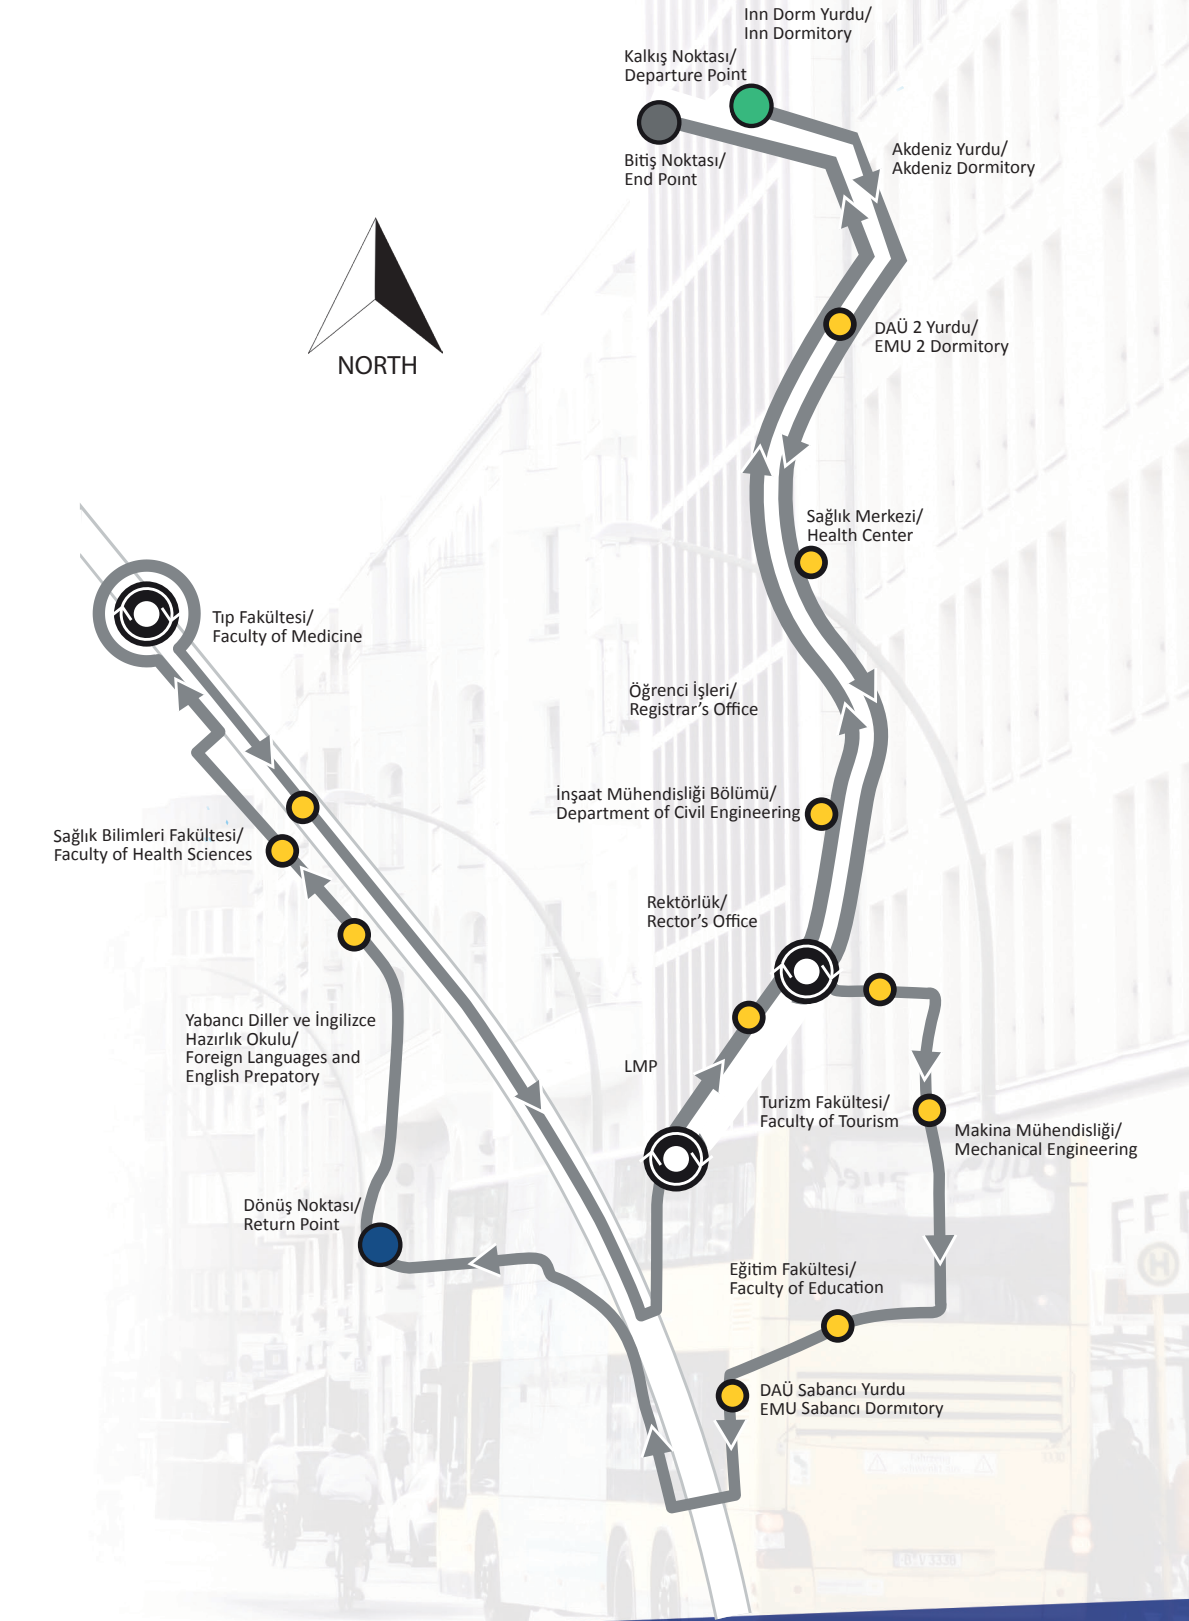 Inn Dorm Yurdu/
Inn Dormitory
Kalkış Noktası/
Departure Point
Bitiş Noktası/
End Poınt
Akdeniz Yurdu/
Akdeniz Dormitory
NORTH
DAÜ 2 Yurdu/
EMU 2 Dormitory
Sağlık Merkezi/
Health Center
Tıp Fakültesi/
Faculty of Medicine
Öğrenci İşleri/
Registrar's Office
İnşaat Mühendisliği Bölümü/
Department of Civil Engineering
Sağlık Bilimleri Fakültesi/
Faculty of Health Sciences
Rektörlük/
Rector's Office
Yabancı Diller ve İngilizce
Hazırlık Okulu/
Foreign Languages and
English Prepatory
LMP
Turizm Fakültesi/
Faculty of Tourism
Makina Mühendisliği/
Mechanical Engineering
Dönüş Noktası/
Return Point
Eğitim Fakültesi/
Faculty of Education
DAÜ Sabancı Yurdu
EMU Sabancı Dormıtory
H